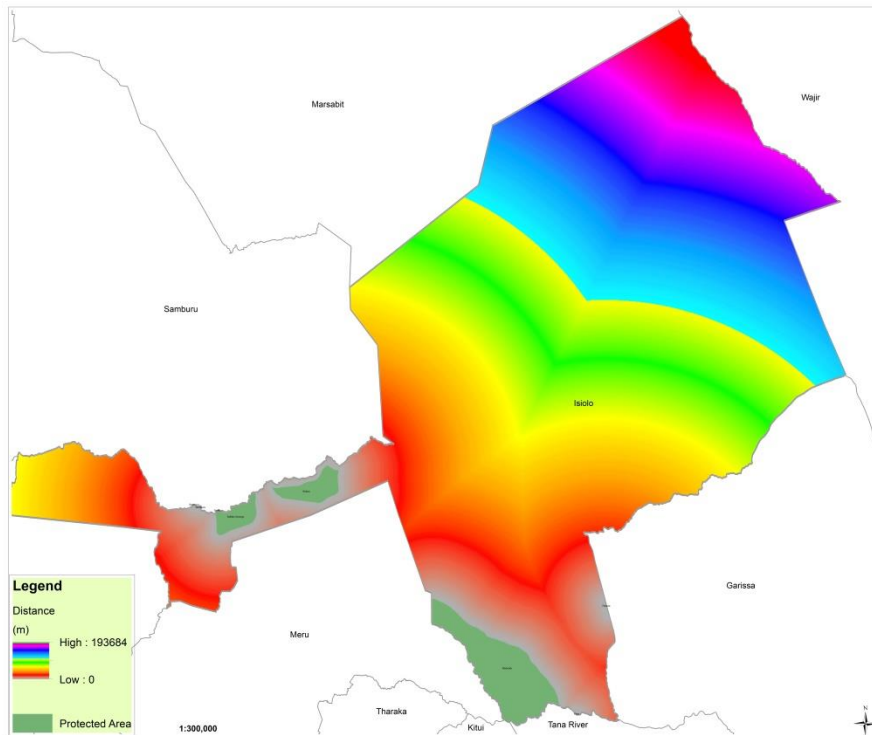 Marsabit
Wajir
Samburu
Isiolo
Garissa
Meru
Tharaka
Kitui
Tana River
Legend
Distance
(m)
High : 193684
Low : 0
Protected Area
1:300,000